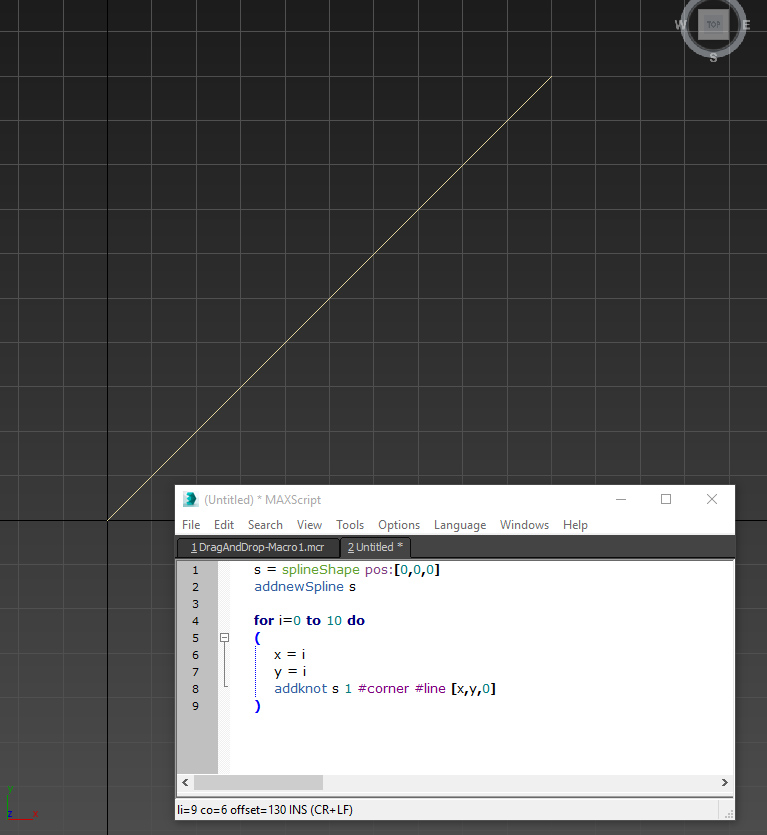 W TOP E
S
(Untitled) * MAXScript
File Edit Search View Tools Options Language Windows Help
1 DragAndDrop-Macro1.mcr 2 Untitled *
1 s = splineShape pos:[0,0,0]
2 addnewSpline s
3
4 for i=0 to 10 do
5 (
6 x = i
7 y = i
8 addknot s 1 #corner #line [x,y,0]
9 )
li=9 co=6 offset=130 INS (CR+LF)
y
z x